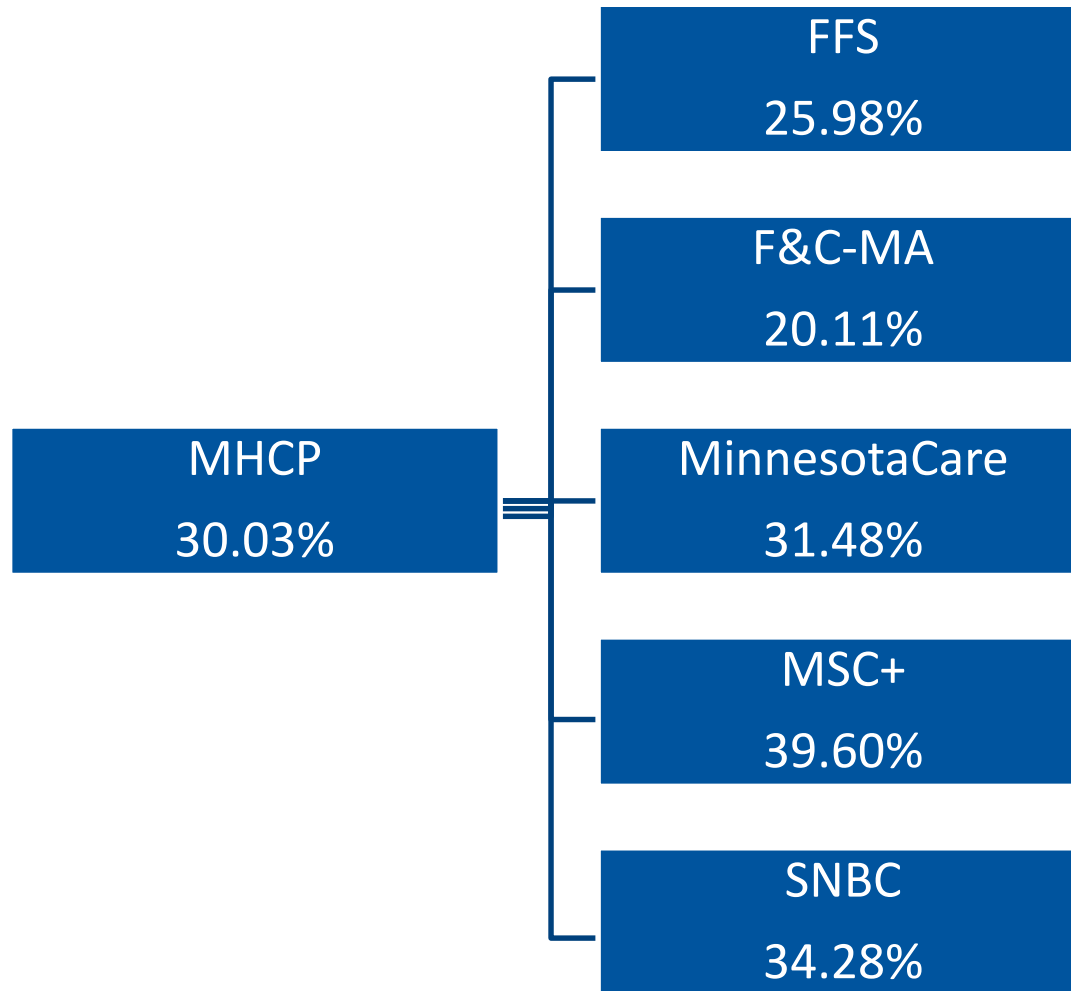 MHCP
30.03%
FFS
25.98%
F&C-MA
20.11%
MinnesotaCare
31.48%
MSC+
39.60%
SNBC
34.28%